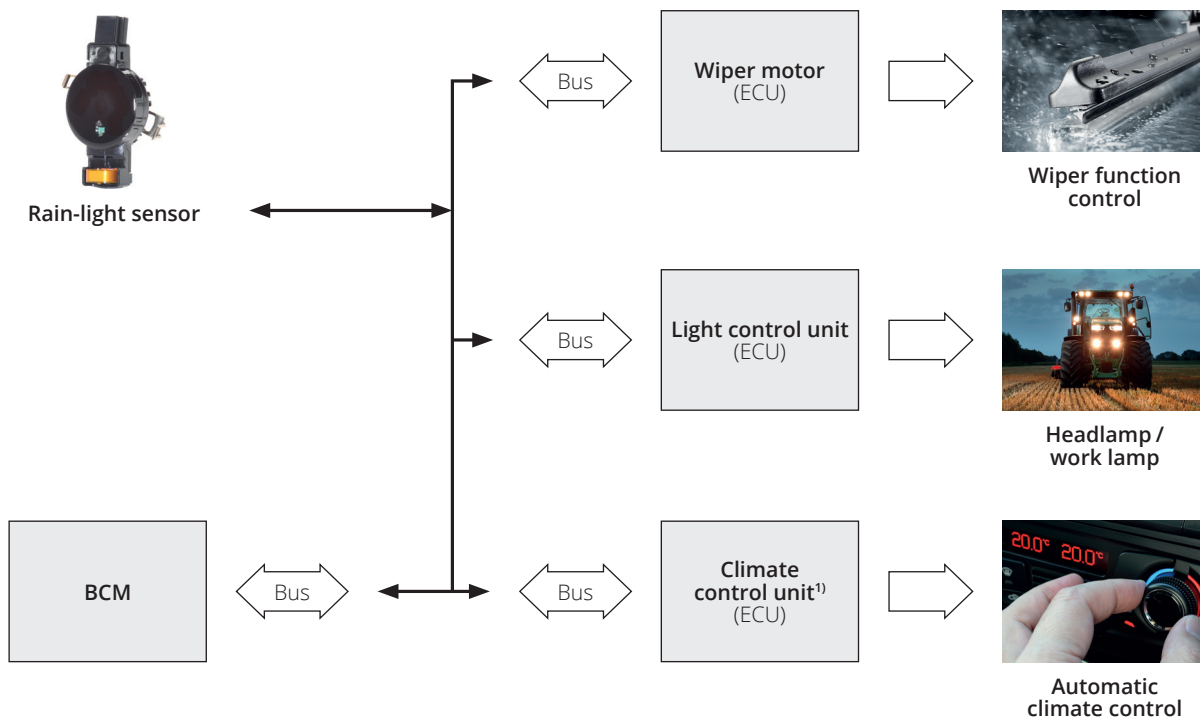 Bus
Wiper motor
(ECU)
Wiper function
control
Rain-light sensor
Bus
Light control unit
(ECU)
Headlamp /
work lamp
BCM
Bus
Bus
Climate
control unit¹⁾
(ECU)
20.0°c 20.0°c
Automatic
climate control